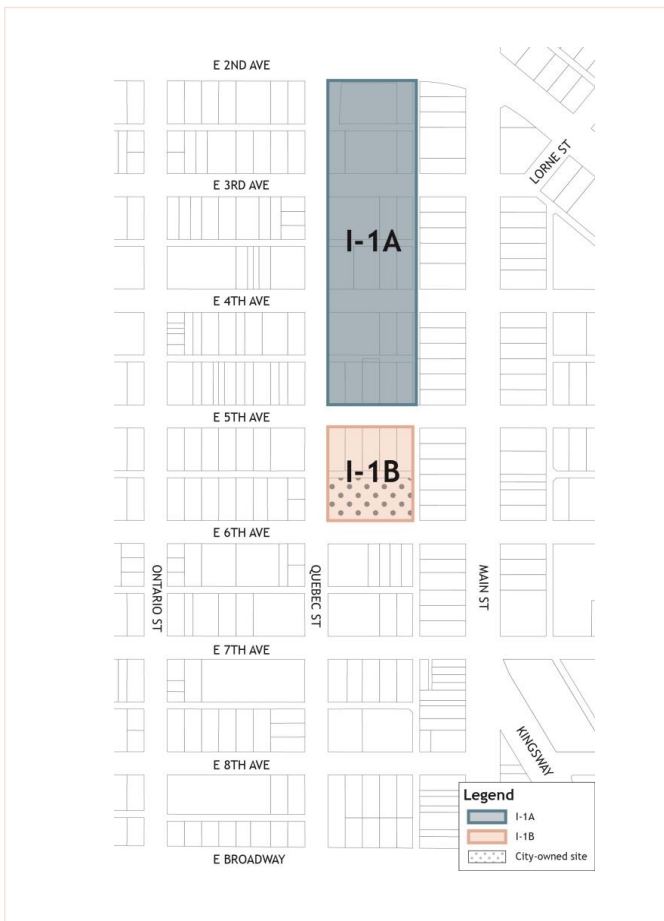 E 2ND AVE
LORNE ST
E 3RD AVE
I-1A
E 4TH AVE
E 5TH AVE
I-1B
E 6TH AVE
ONTARIO ST
QUEBEC ST
MAIN ST
E 7TH AVE
KINGSWAY
E 8TH AVE
Legend
I-1A
I-1B
City-owned site
E BROADWAY